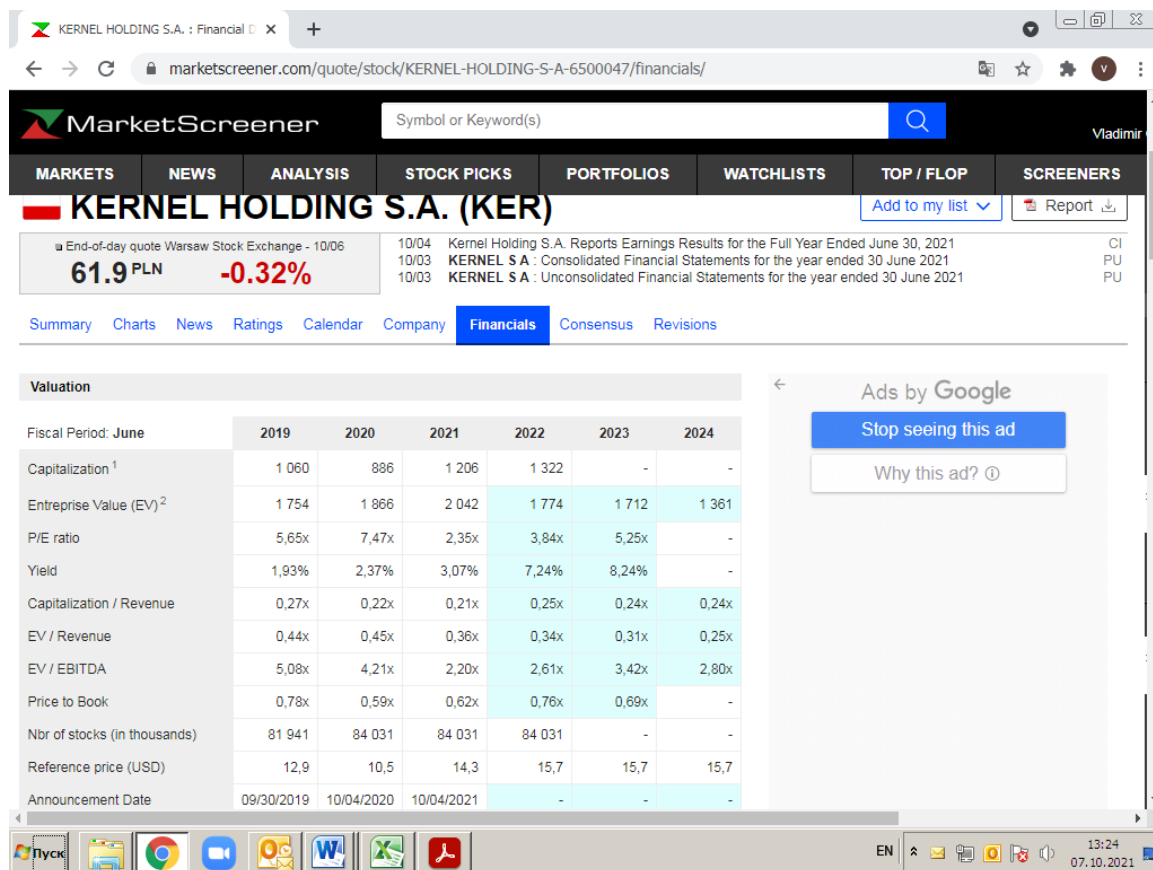 KERNEL HOLDING S.A. : Financial D
marketscreener.com/quote/stock/KERNEL-HOLDING-S-A-6500047/financials/
V
MarketScreener
Symbol or Keyword(s)
Vladimir
MARKETS NEWS ANALYSIS STOCK PICKS PORTFOLIOS WATCHLISTS TOP / FLOP SCREENERS
KERNEL HOLDING S.A. (KER)
Add to my list
Report
End-of-day quote Warsaw Stock Exchange - 10/06
61.9 PLN -0.32%
10/04 Kernel Holding S.A. Reports Earnings Results for the Full Year Ended June 30, 2021 CI
10/03 KERNEL S A : Consolidated Financial Statements for the year ended 30 June 2021 PU
10/03 KERNEL S A : Unconsolidated Financial Statements for the year ended 30 June 2021 PU
Summary Charts News Ratings Calendar Company Financials Consensus Revisions
Valuation
Fiscal Period: June 2019 2020 2021 2022 2023 2024
Capitalization 1 1 060 886 1 206 1 322 - -
Entreprise Value (EV) 2 1 754 1 866 2 042 1 774 1 712 1 361
P/E ratio 5,65x 7,47x 2,35x 3,84x 5,25x -
Yield 1,93% 2,37% 3,07% 7,24% 8,24% -
Capitalization / Revenue 0,27x 0,22x 0,21x 0,25x 0,24x 0,24x
EV / Revenue 0,44x 0,45x 0,36x 0,34x 0,31x 0,25x
EV / EBITDA 5,08x 4,21x 2,20x 2,61x 3,42x 2,80x
Price to Book 0,78x 0,59x 0,62x 0,76x 0,69x -
Nbr of stocks (in thousands) 81 941 84 031 84 031 84 031 - -
Reference price (USD) 12,9 10,5 14,3 15,7 15,7 15,7
Announcement Date 09/30/2019 10/04/2020 10/04/2021 - - -
Ads by Google
Stop seeing this ad
Why this ad?
Пуск
EN
13:24
07.10.2021